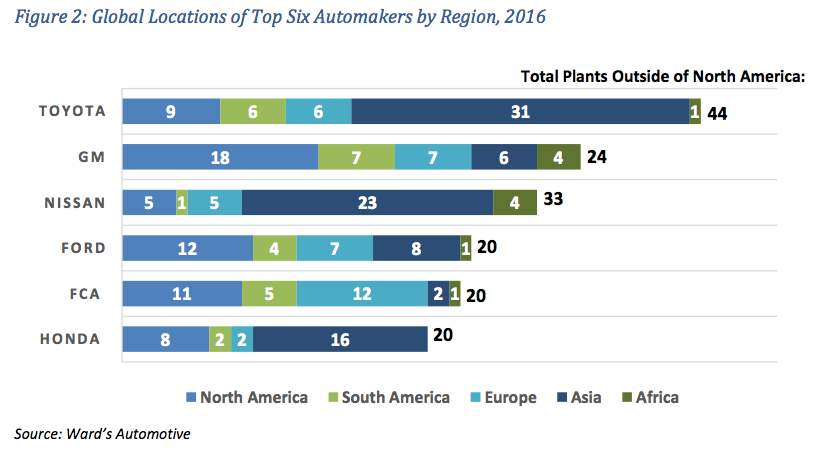 Figure 2: Global Locations of Top Six Automakers by Region, 2016
Total Plants Outside of North America:
TOYOTA 9 6 6 31 1 44
GM 18 7 7 6 4 24
NISSAN 5 1 5 23 4 33
FORD 12 4 7 8 1 20
FCA 11 5 12 2 1 20
HONDA 8 2 2 16 20
North America South America Europe Asia Africa
Source: Ward's Automotive